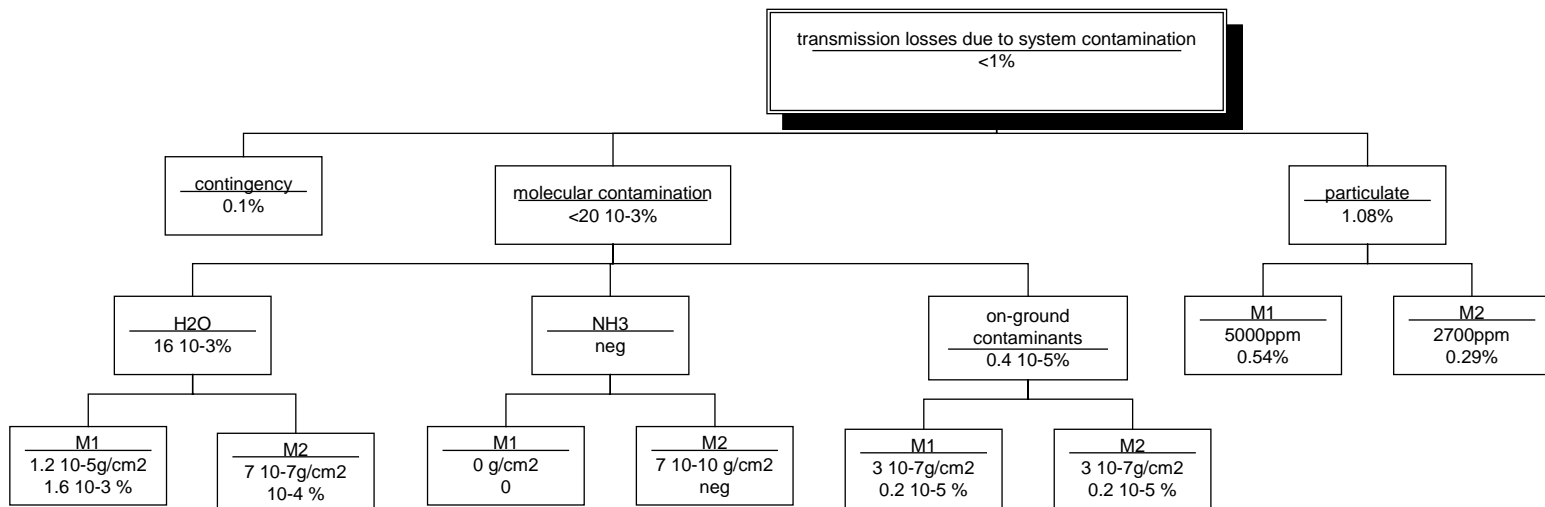 transmission losses due to system contamination
<1%
contingency
0.1%
molecular contamination
<20 10-3%
particulate
1.08%
H2O
16 10-3%
NH3
neg
on-ground
contaminants
0.4 10-5%
M1
5000ppm
0.54%
M2
2700ppm
0.29%
M1
1.2 10-5g/cm2
1.6 10-3 %
M2
7 10-7g/cm2
10-4 %
M1
0 g/cm2
0
M2
7 10-10 g/cm2
neg
M1
3 10-7g/cm2
0.2 10-5 %
M2
3 10-7g/cm2
0.2 10-5 %